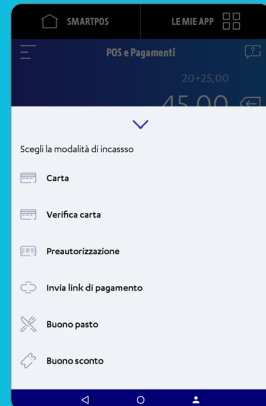 SMARTPOS
LE MIE APP
POS e Pagamenti
20+25,00
45,00
Scegli la modalità di incassso
Carta
Verifica carta
Preautorizzazione
Invia link di pagamento
Buono pasto
Buono sconto